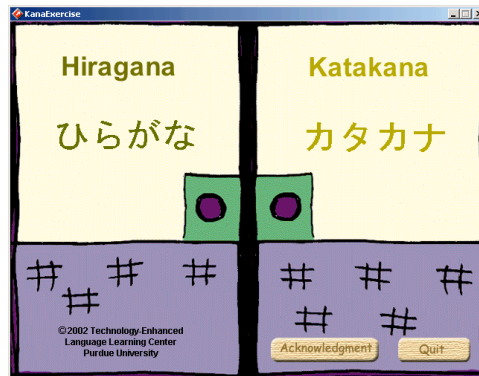 KanaExercise
Hiragana
ひらがな
Katakana
カタカナ
©2002 Technology-Enhanced
Language Learning Center
Purdue University
Acknowledgment
Quit